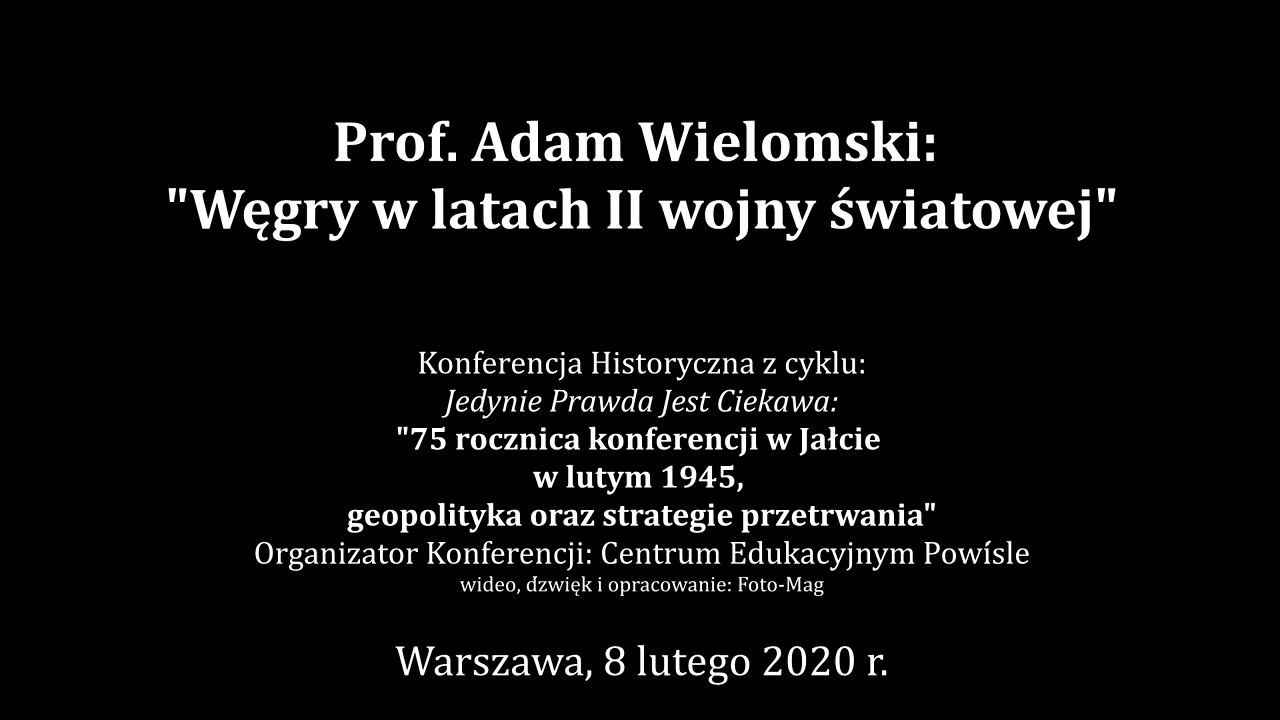 Prof. Adam Wielomski:
"Węgry w latach II wojny światowej"
Konferencja Historyczna z cyklu:
Jedynie Prawda Jest Ciekawa:
"75 rocznica konferencji w Jałcie
w lutym 1945,
geopolityka oraz strategie przetrwania"
Organizator Konferencji: Centrum Edukacyjnym Powíśle
wideo, dzwięk i opracowanie: Foto-Mag
Warszawa, 8 lutego 2020 r.